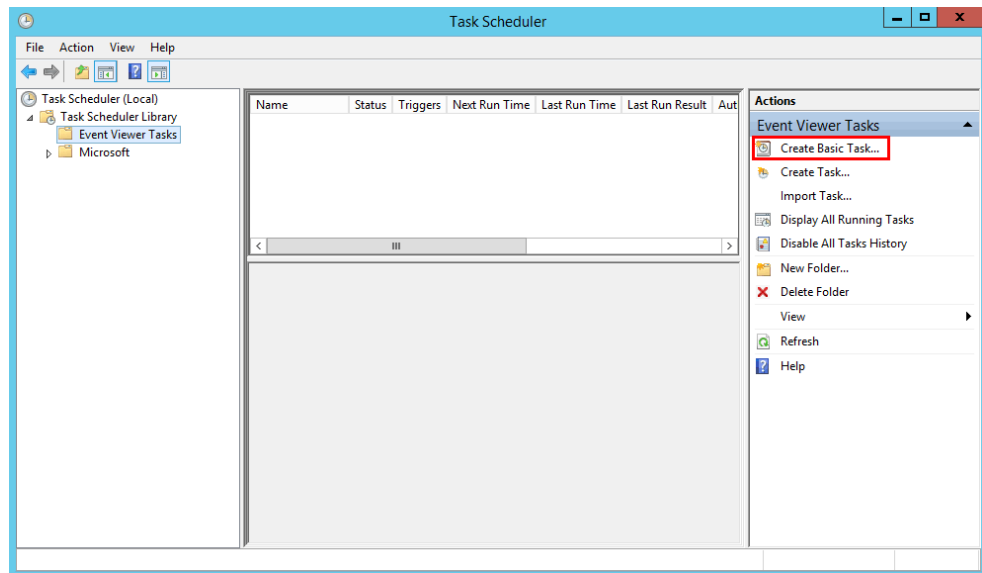 Task Scheduler
x
File Action View Help
?
Task Scheduler (Local)
Task Scheduler Library
Event Viewer Tasks
Microsoft
Name Status Triggers Next Run Time Last Run Time Last Run Result Aut
Actions
Event Viewer Tasks
Create Basic Task...
Create Task...
Import Task...
Display All Running Tasks
Disable All Tasks History
New Folder...
Delete Folder
View
Refresh
? Help